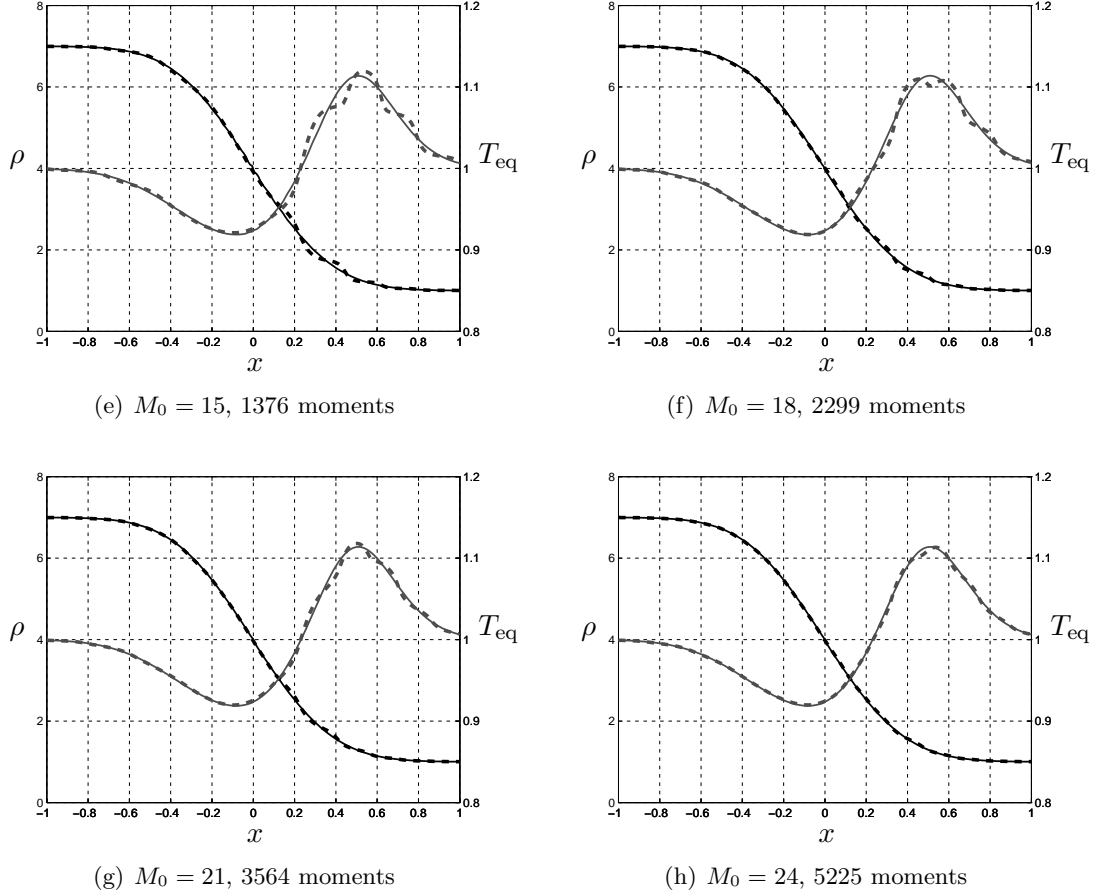 8 1.2
6 1.1
ρ 4 1 T_eq
2 0.9
0 0.8
−1 −0.8 −0.6 −0.4 −0.2 0 0.2 0.4 0.6 0.8 1
x
(e) M_0 = 15, 1376 moments
8 1.2
6 1.1
ρ 4 1 T_eq
2 0.9
0 0.8
−1 −0.8 −0.6 −0.4 −0.2 0 0.2 0.4 0.6 0.8 1
x
(f) M_0 = 18, 2299 moments
8 1.2
6 1.1
ρ 4 1 T_eq
2 0.9
0 0.8
−1 −0.8 −0.6 −0.4 −0.2 0 0.2 0.4 0.6 0.8 1
x
(g) M_0 = 21, 3564 moments
8 1.2
6 1.1
ρ 4 1 T_eq
2 0.9
0 0.8
−1 −0.8 −0.6 −0.4 −0.2 0 0.2 0.4 0.6 0.8 1
x
(h) M_0 = 24, 5225 moments